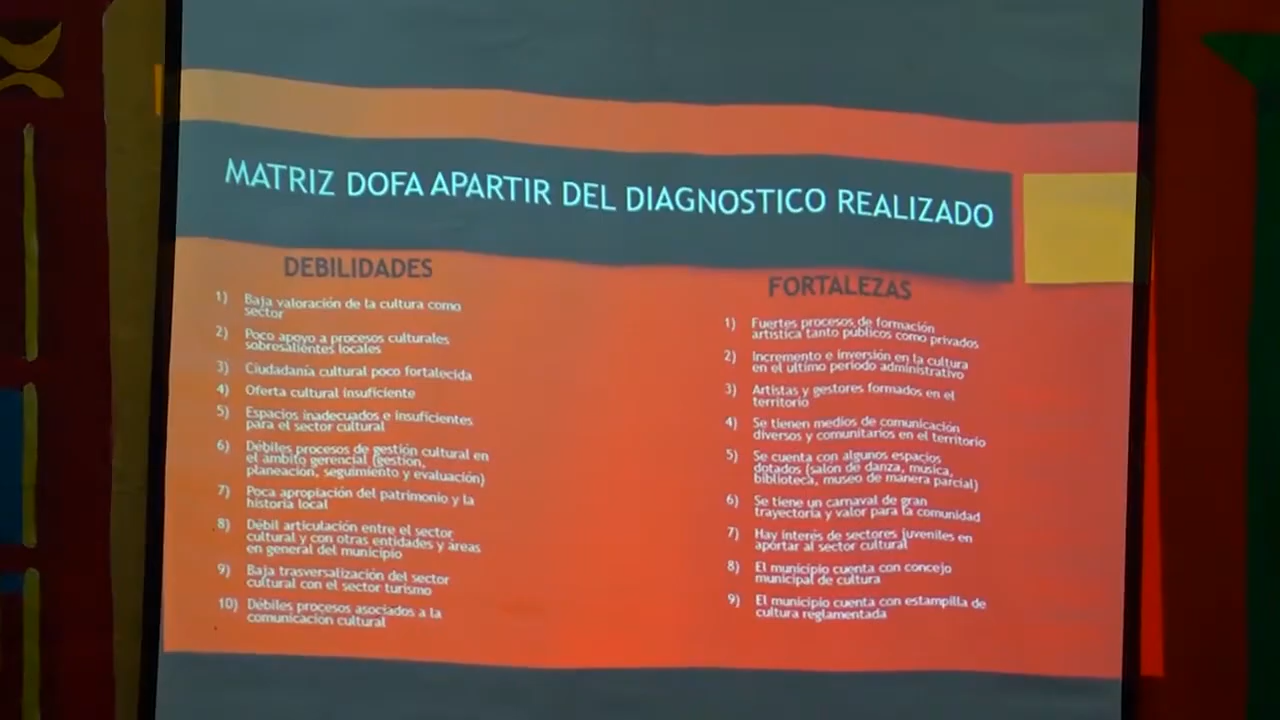 MATRIZ DOFA APARTIR DEL DIAGNOSTICO REALIZADO
DEBILIDADES
1) Baja valoración de la cultura como
sector
2) Poco apoyo a procesos culturales
sobresalientes locales
3) Ciudadanía cultural poco fortalecida
4) Oferta cultural insuficiente
5) Espacios inadecuados e insuficientes
para el sector cultural
6) Débiles procesos de gestión cultural en
el ámbito gerencial (gestión,
planeación, seguimiento y evaluación)
7) Poca apropiación del patrimonio y la
historia local
8) Débil articulación entre el sector
cultural y con otras entidades y áreas
en general del municipio
9) Baja trasversalización del sector
cultural con el sector turismo
10) Débiles procesos asociados a la
comunicación cultural
FORTALEZAS
1) Fuertes procesos de formación
artística tanto públicos como privados
2) Incremento e inversión en la cultura
en el ultimo periodo administrativo
3) Artistas y gestores formados en el
territorio
4) Se tienen medios de comunicación
diversos y comunitarios en el territorio
5) Se cuenta con algunos espacios
dotados (salón de danza, musica,
biblioteca, museo de manera parcial)
6) Se tiene un carnaval de gran
trayectoria y valor para la comunidad
7) Hay interés de sectores juveniles en
aportar al sector cultural
8) El municipio cuenta con concejo
municipal de cultura
9) El municipio cuenta con estampilla de
cultura reglamentada